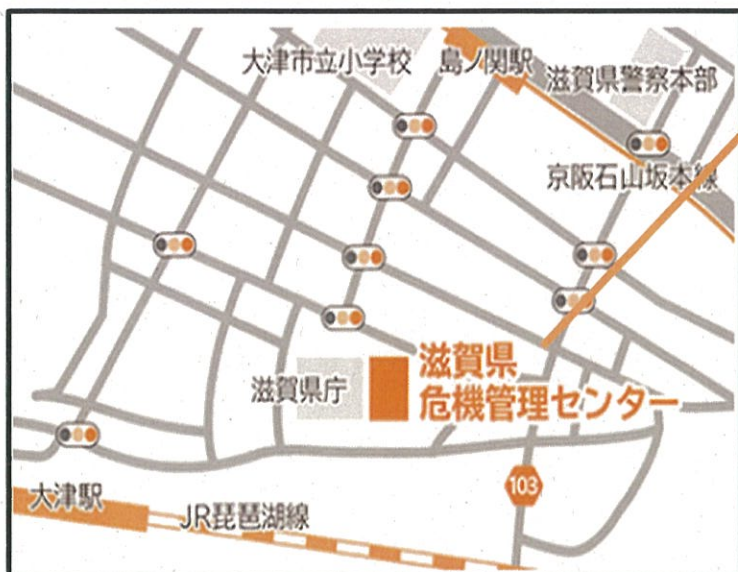 大津市立小学校
島ノ関駅
滋賀県警察本部
京阪石山坂本線
滋賀県庁
滋賀県
危機管理センター
103
大津駅
JR琵琶湖線